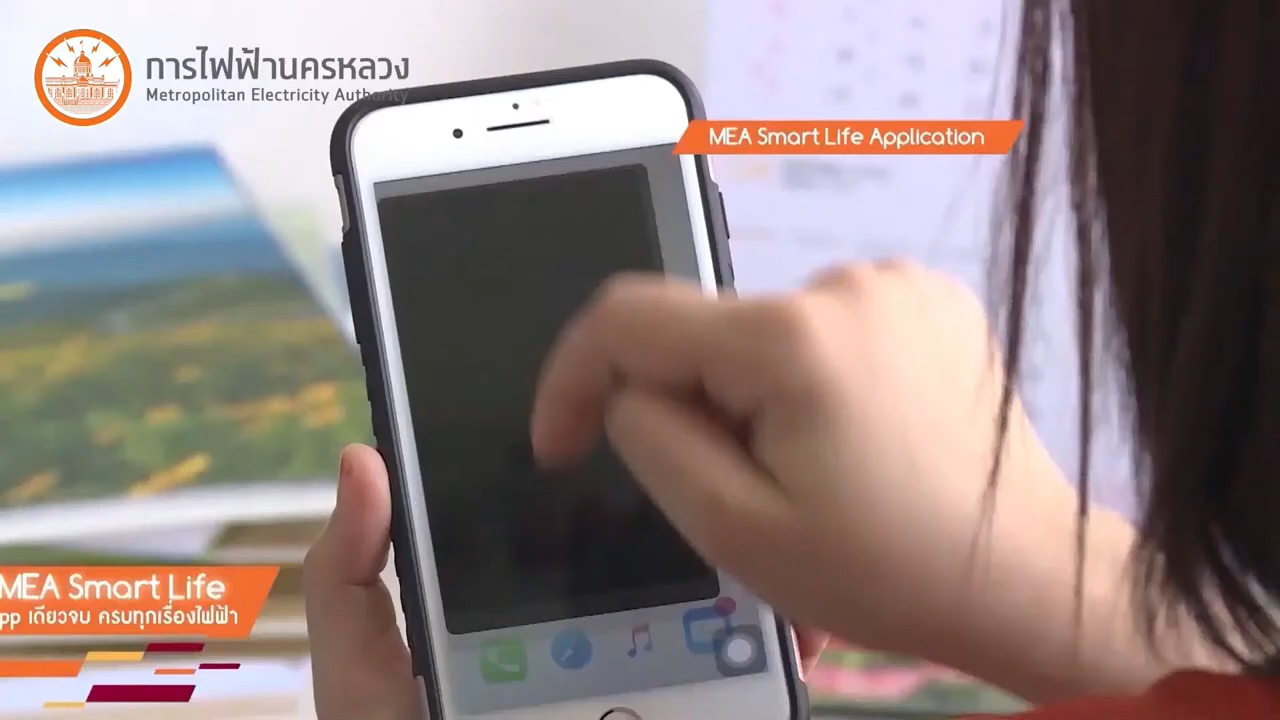 การไฟฟ้านครหลวง
Metropolitan Electricity Authority
MEA Smart Life Application
MEA Smart Life
pp เดียวจบ ครบทุกเรื่องไฟฟ้า